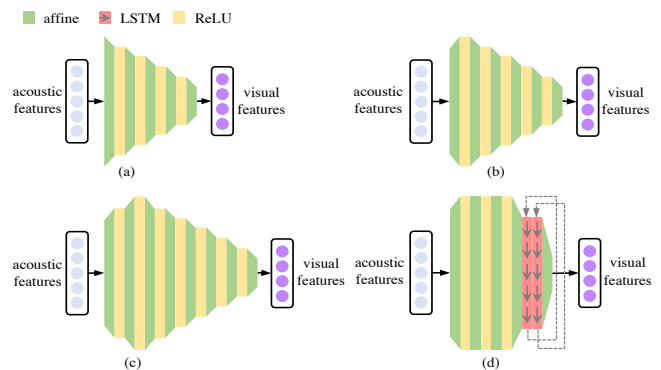 affine LSTM ReLU
acoustic
features
visual
features
(a)
acoustic
features
visual
features
(b)
acoustic
features
visual
features
(c)
acoustic
features
visual
features
(d)